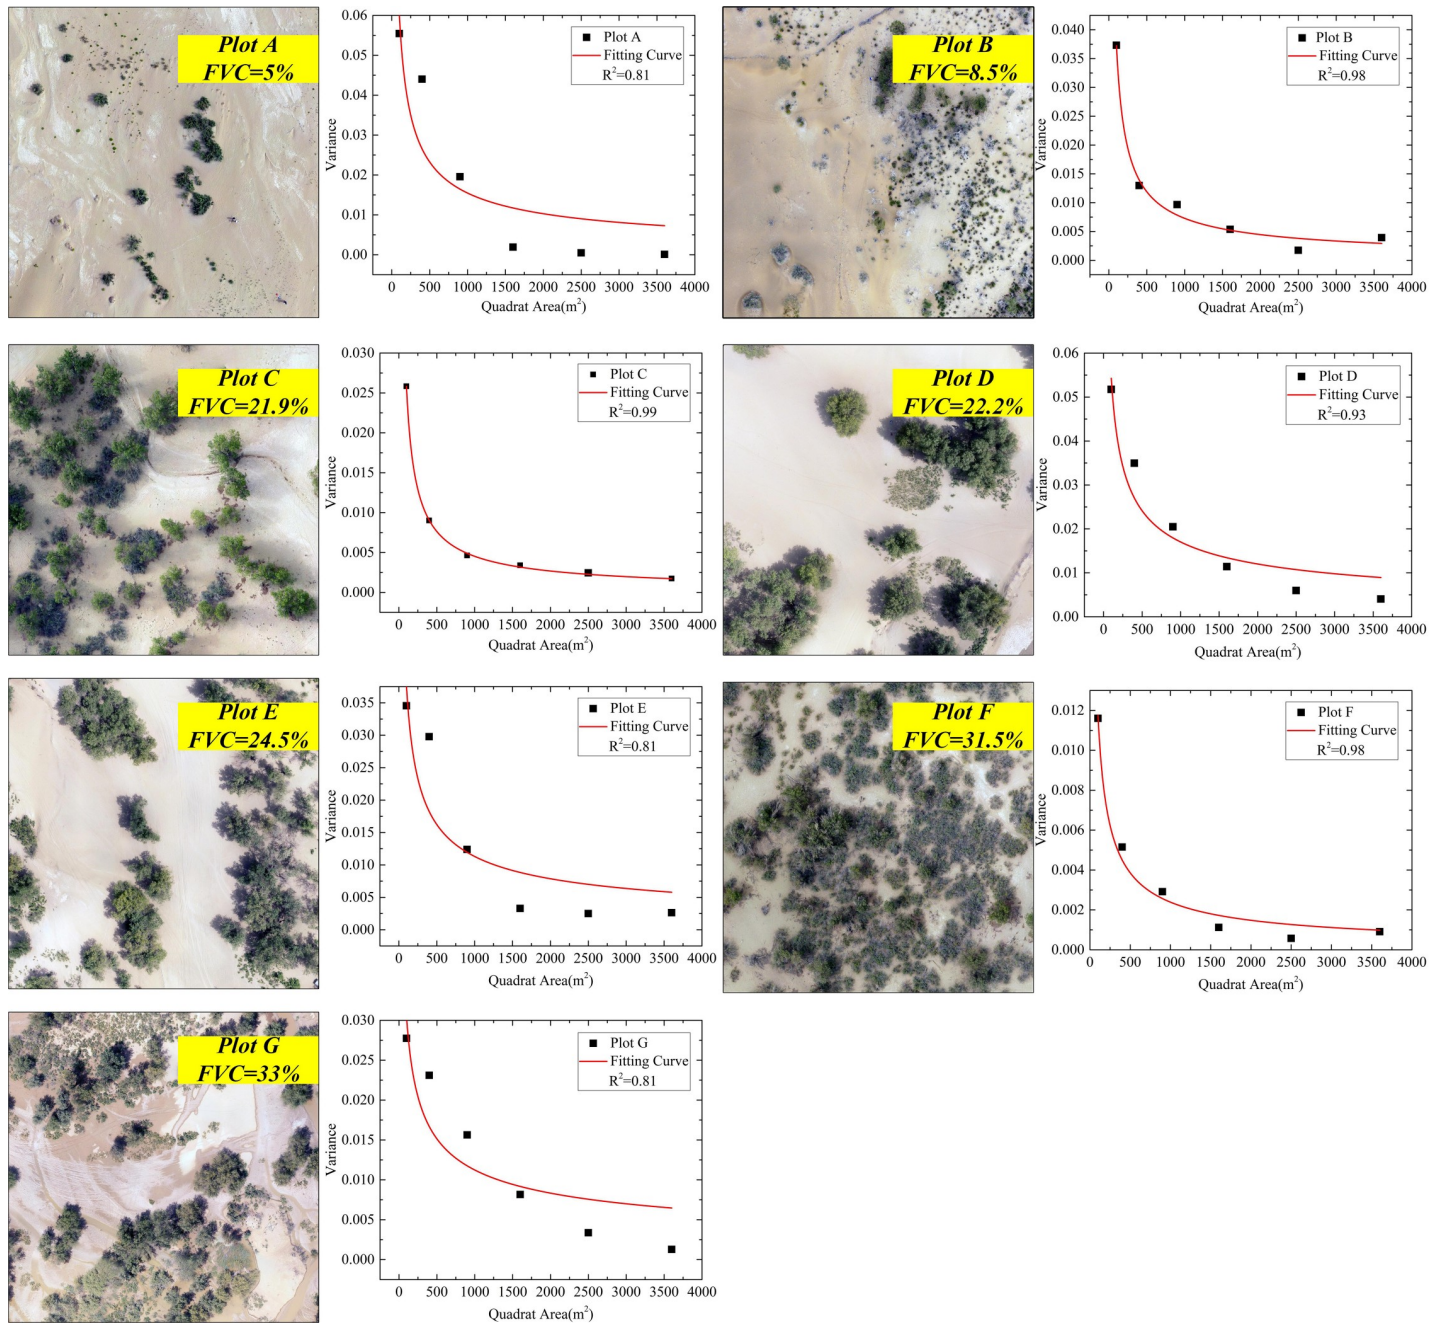 Plot A
FVC=5%
0.06
0.05
0.04
0.03
0.02
0.01
0.00
Variance
Plot A
Fitting Curve
R²=0.81
0 500 1000 1500 2000 2500 3000 3500 4000
Quadrat Area(m²)
Plot B
FVC=8.5%
0.040
0.035
0.030
0.025
0.020
0.015
0.010
0.005
0.000
Variance
Plot B
Fitting Curve
R²=0.98
0 500 1000 1500 2000 2500 3000 3500 4000
Quadrat Area(m²)
Plot C
FVC=21.9%
0.030
0.025
0.020
0.015
0.010
0.005
0.000
Variance
Plot C
Fitting Curve
R²=0.99
0 500 1000 1500 2000 2500 3000 3500 4000
Quadrat Area(m²)
Plot D
FVC=22.2%
0.06
0.05
0.04
0.03
0.02
0.01
0.00
Variance
Plot D
Fitting Curve
R²=0.93
0 500 1000 1500 2000 2500 3000 3500 4000
Quadrat Area(m²)
Plot E
FVC=24.5%
0.035
0.030
0.025
0.020
0.015
0.010
0.005
0.000
Variance
Plot E
Fitting Curve
R²=0.81
0 500 1000 1500 2000 2500 3000 3500 4000
Quadrat Area(m²)
Plot F
FVC=31.5%
0.012
0.010
0.008
0.006
0.004
0.002
0.000
Variance
Plot F
Fitting Curve
R²=0.98
0 500 1000 1500 2000 2500 3000 3500 4000
Quadrat Area(m²)
Plot G
FVC=33%
0.030
0.025
0.020
0.015
0.010
0.005
0.000
Variance
Plot G
Fitting Curve
R²=0.81
0 500 1000 1500 2000 2500 3000 3500 4000
Quadrat Area(m²)